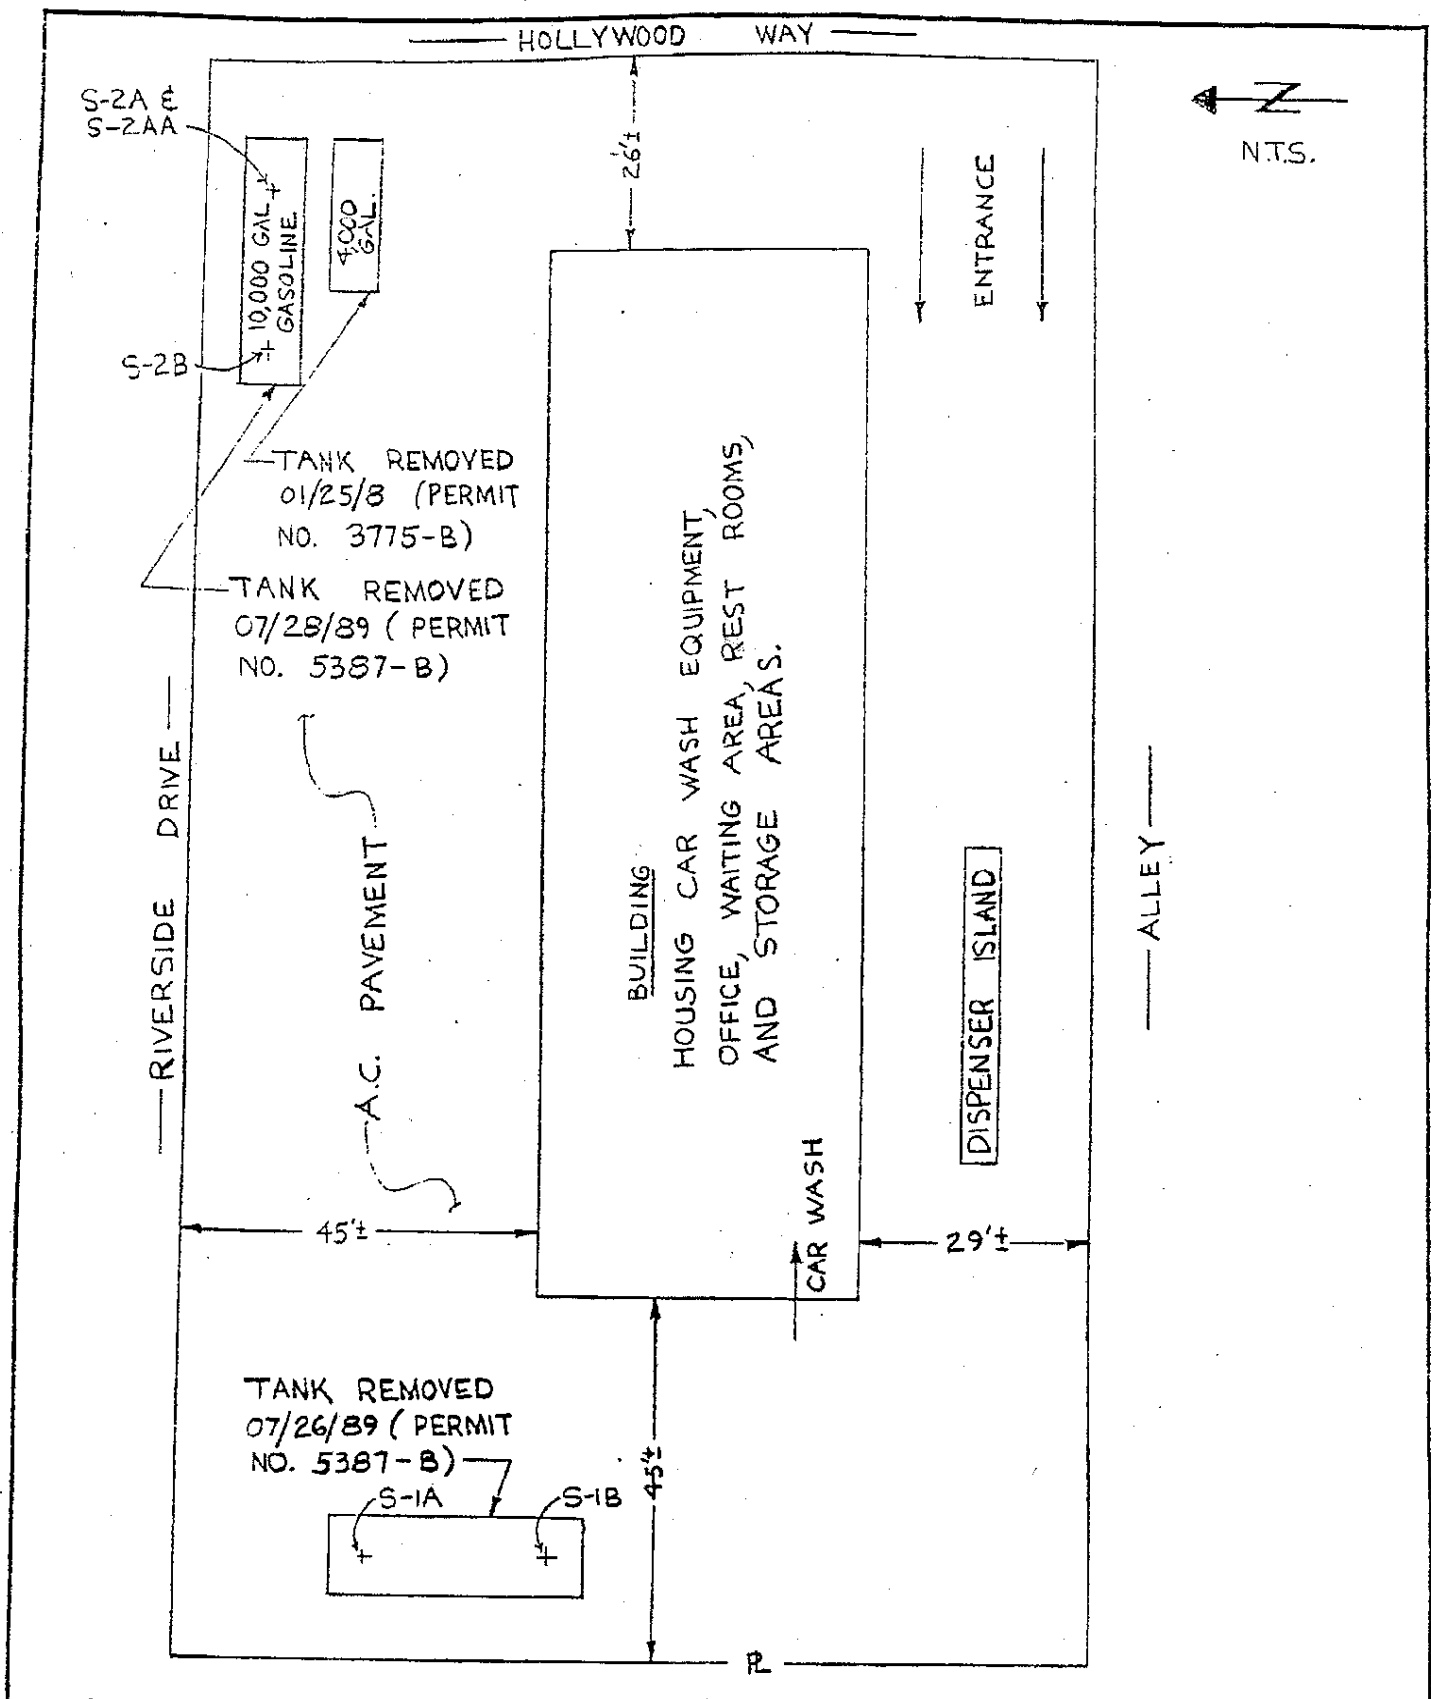 HOLLYWOOD WAY
S-2A &
S-2AA
N
N.T.S.
10,000 GAL
GASOLINE
4,000
GAL.
26'±
ENTRANCE
S-2B
TANK REMOVED
01/25/8 (PERMIT
NO. 3775-B)
TANK REMOVED
07/28/89 (PERMIT
NO. 5387-B)
RIVERSIDE DRIVE
A.C. PAVEMENT
BUILDING
HOUSING CAR WASH EQUIPMENT,
OFFICE, WAITING AREA, REST ROOMS,
AND STORAGE AREAS.
DISPENSER ISLAND
ALLEY
CAR WASH
45'±
29'±
TANK REMOVED
07/26/89 (PERMIT
NO. 5387-B)
S-1A
S-1B
45'±
PL